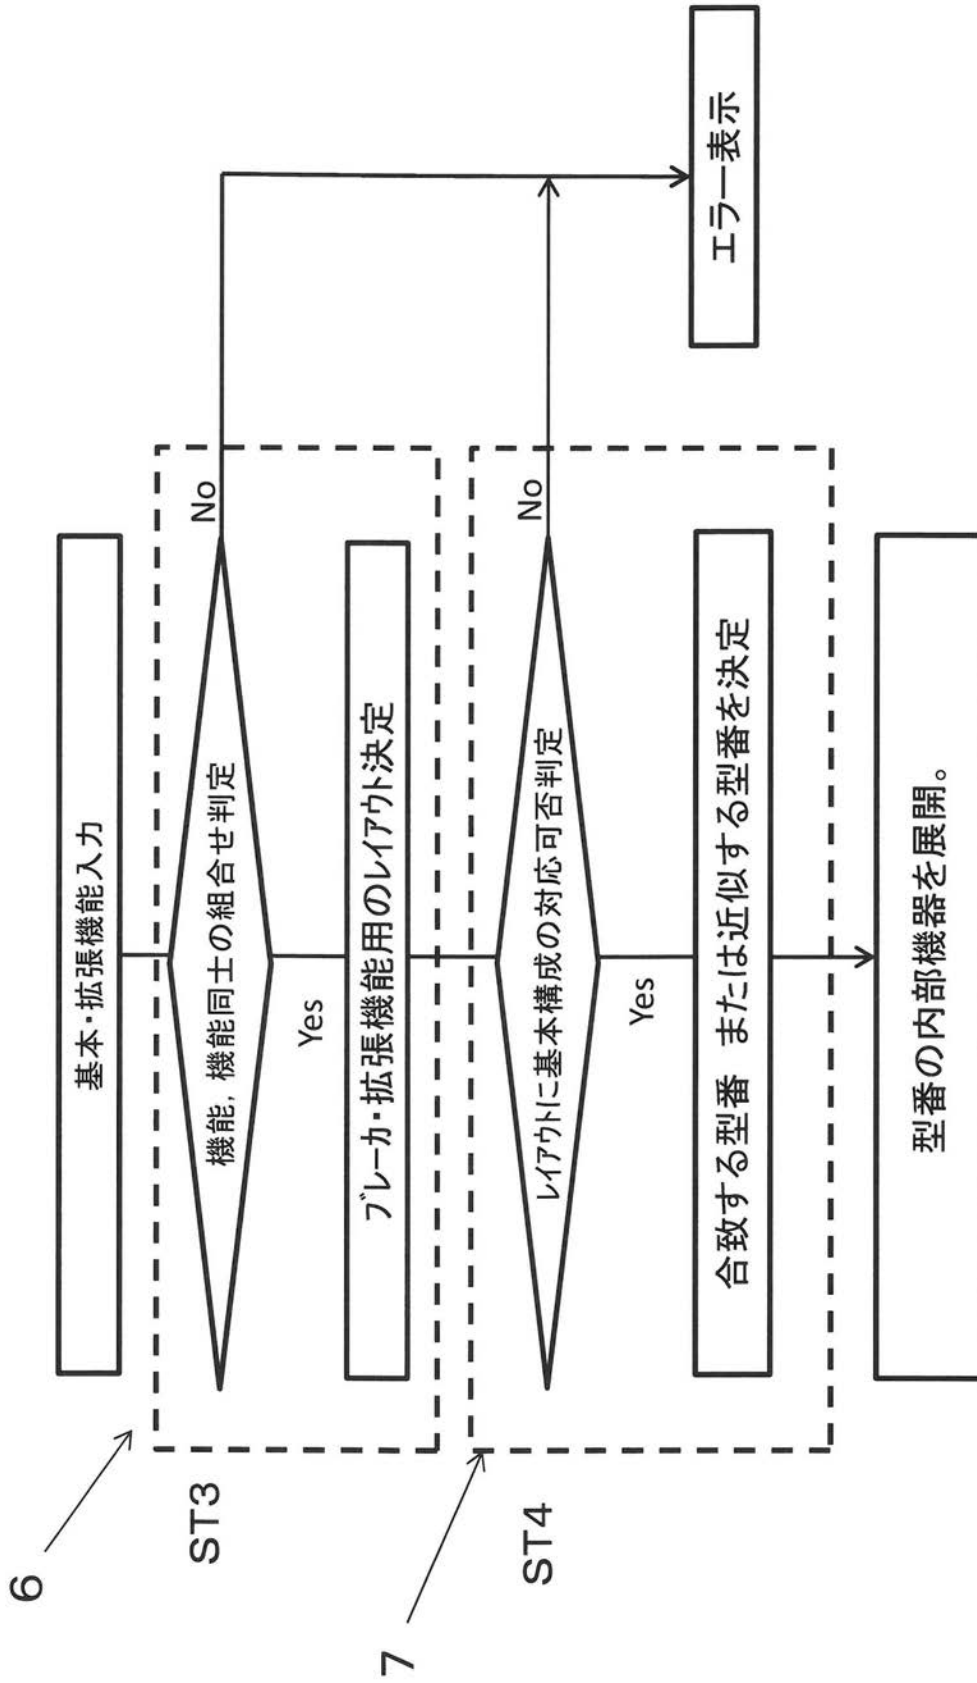 6
基本・拡張機能入力
ST3
機能，機能同士の組合せ判定
No
Yes
ブレーカ・拡張機能用のレイアウト決定
7
ST4
レイアウトに基本構成の対応可否判定
No
Yes
エラー表示
合致する型番　または近似する型番を決定
型番の内部機器を展開。